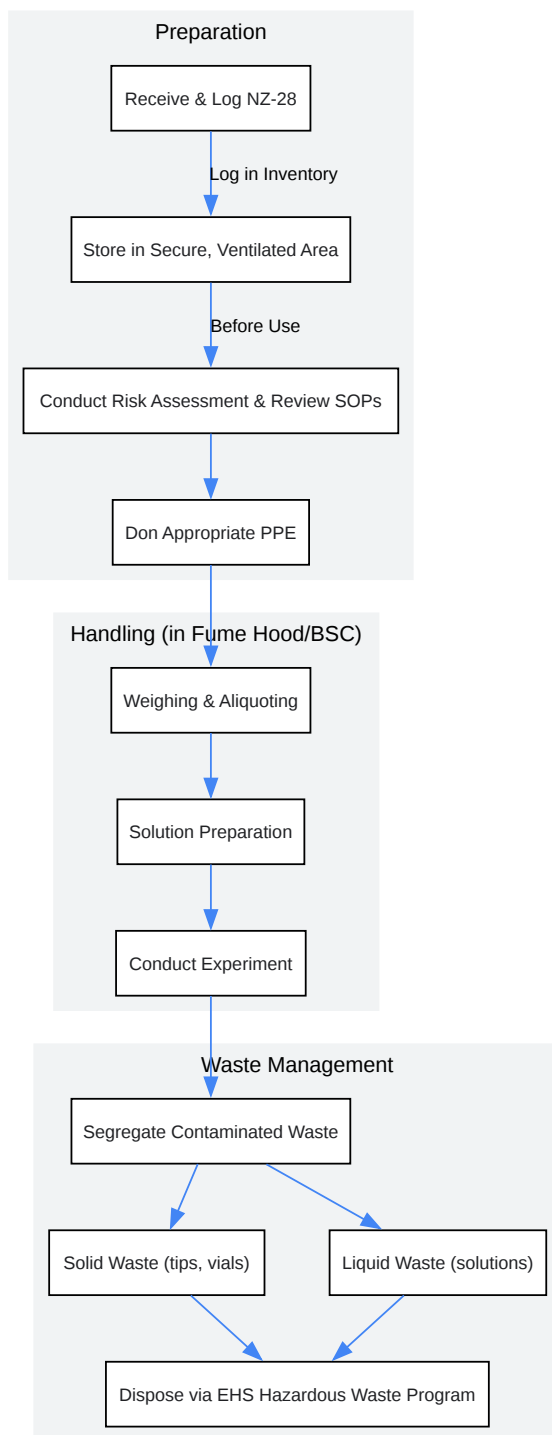 Preparation
Receive & Log NZ-28
Log in Inventory
Store in Secure, Ventilated Area
Before Use
Conduct Risk Assessment & Review SOPs
Don Appropriate PPE
Handling (in Fume Hood/BSC)
Weighing & Aliquoting
Solution Preparation
Conduct Experiment
Waste Management
Segregate Contaminated Waste
Solid Waste (tips, vials)
Liquid Waste (solutions)
Dispose via EHS Hazardous Waste Program